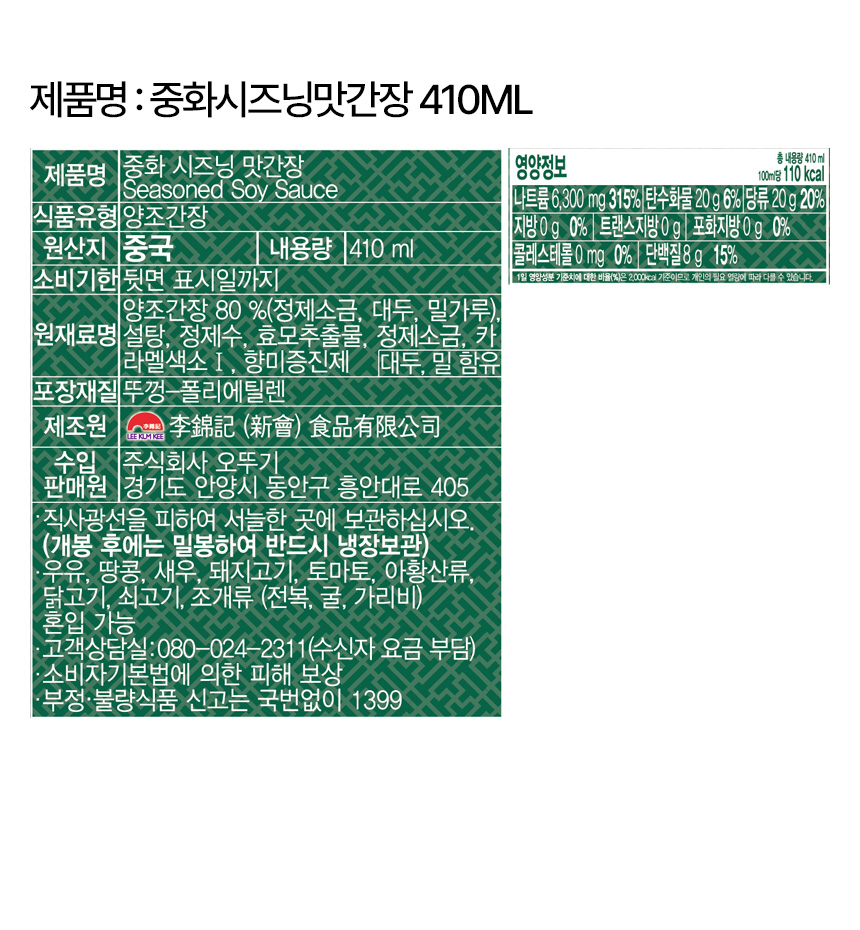 제품명 : 중화시즈닝맛간장 410ML
제품명 중화 시즈닝 맛간장
Seasoned Soy Sauce
식품유형 양조간장
원산지 중국 내용량 410 ml
소비기한 뒷면 표시일까지
원재료명 양조간장 80 %(정제소금, 대두, 밀가루),
설탕, 정제수, 효모추출물, 정제소금, 카
라멜색소Ⅰ, 향미증진제 대두, 밀 함유
포장재질 뚜껑-폴리에틸렌
제조원 李錦記 LEE KUM KEE 李錦記 (新會) 食品有限公司
수입
판매원
주식회사 오뚜기
경기도 안양시 동안구 흥안대로 405
·직사광선을 피하여 서늘한 곳에 보관하십시오.
(개봉 후에는 밀봉하여 반드시 냉장보관)
·우유, 땅콩, 새우, 돼지고기, 토마토, 아황산류,
닭고기, 쇠고기, 조개류 (전복, 굴, 가리비)
혼입 가능
·고객상담실:080-024-2311(수신자 요금 부담)
·소비자기본법에 의한 피해 보상
·부정·불량식품 신고는 국번없이 1399
영양정보
총 내용량 410 ml
100ml당 110 kcal
나트륨 6,300 mg 315% 탄수화물 20 g 6% 당류 20 g 20%
지방 0 g 0% 트랜스지방 0 g 포화지방 0 g 0%
콜레스테롤 0 mg 0% 단백질 8 g 15%
1일 영양성분 기준치에 대한 비율(%)은 2,000kcal 기준이므로 개인의 필요 열량에 따라 다를 수 있습니다.